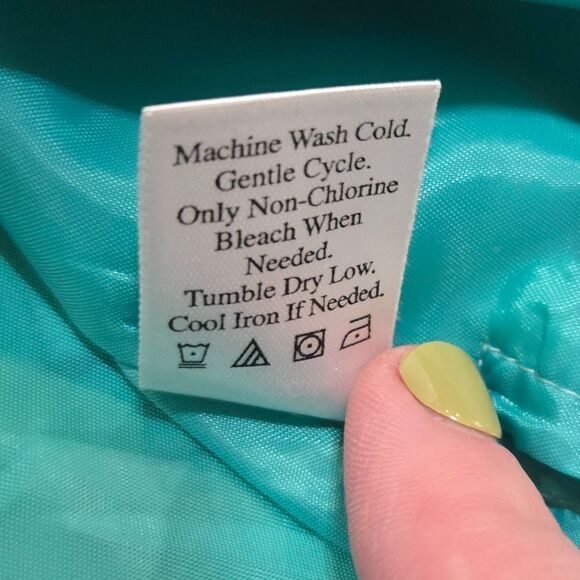 Machine Wash Cold.
Gentle Cycle.
Only Non-Chlorine
Bleach When
Needed.
Tumble Dry Low.
Cool Iron If Needed.